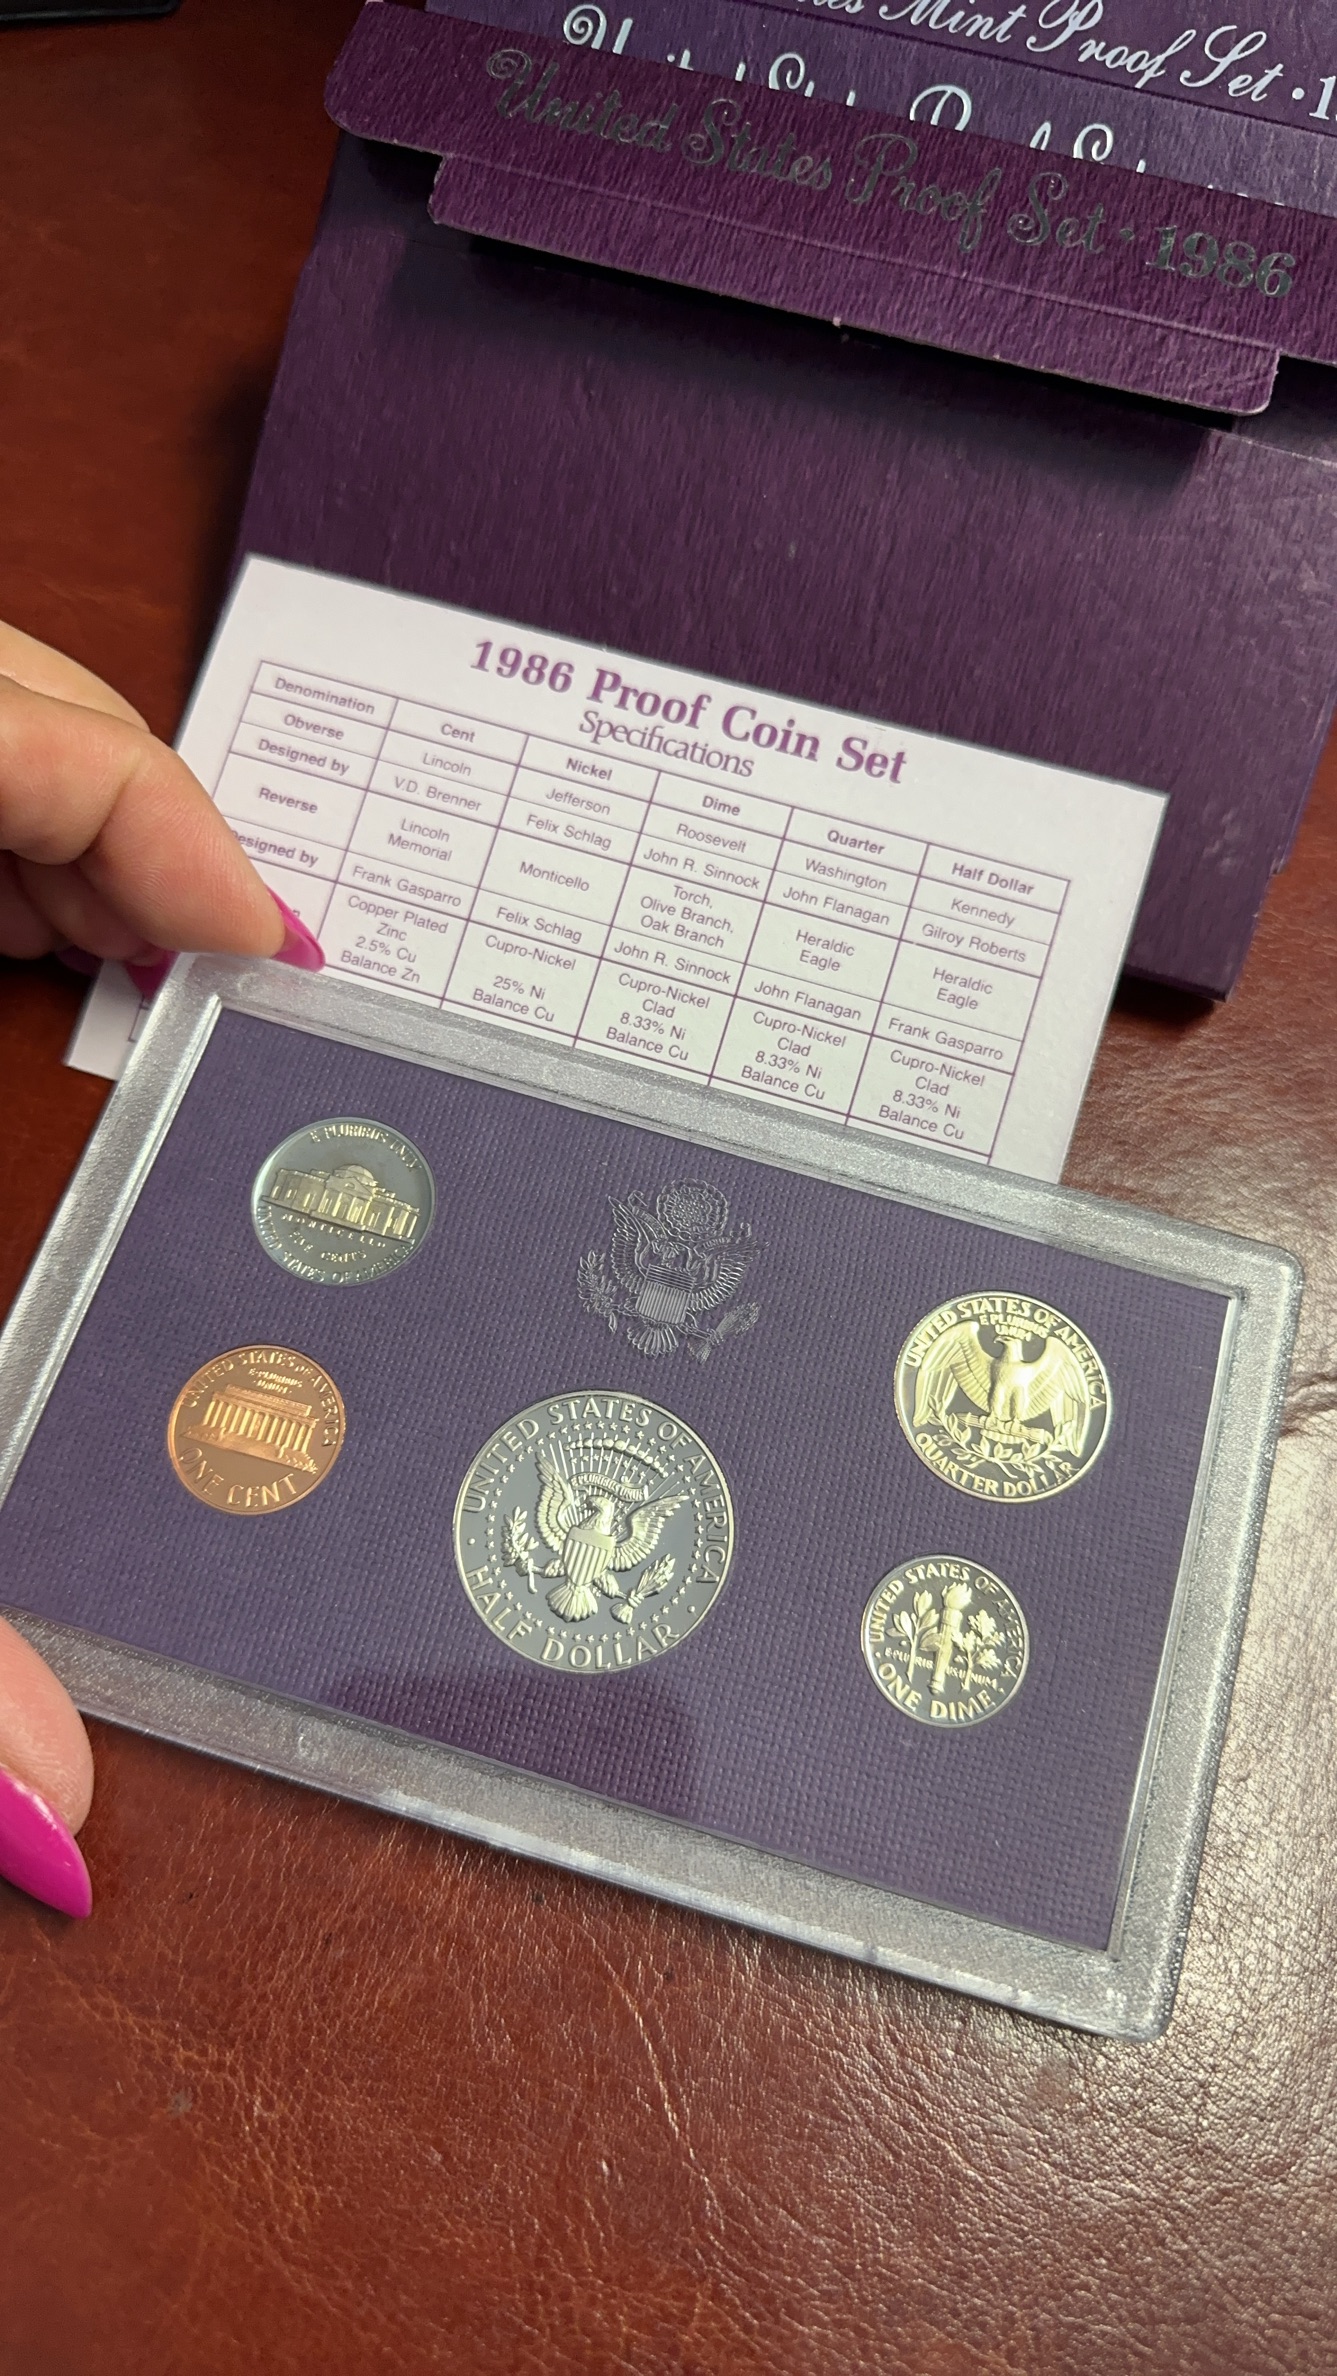 Mint Proof Set • 1
United States Proof Set • 1986
1986 Proof Coin Set
Specifications
Denomination Cent Nickel Dime Quarter Half Dollar
Obverse Lincoln Jefferson Roosevelt Washington Kennedy
Designed by V.D. Brenner Felix Schlag John R. Sinnock John Flanagan Gilroy Roberts
Reverse Lincoln Memorial Monticello Torch, Olive Branch, Oak Branch Heraldic Eagle Heraldic Eagle
esigned by Frank Gasparro Felix Schlag John R. Sinnock John Flanagan Frank Gasparro
Copper Plated Zinc 2.5% Cu Balance Zn Cupro-Nickel 25% Ni Balance Cu Cupro-Nickel Clad 8.33% Ni Balance Cu Cupro-Nickel Clad 8.33% Ni Balance Cu Cupro-Nickel Clad 8.33% Ni Balance Cu
E PLURIBUS UNUM
MONTICELLO
FIVE CENTS
UNITED STATES OF AMERICA
UNITED STATES OF AMERICA
E PLURIBUS
UNUM
ONE CENT
UNITED STATES OF AMERICA
E PLURIBUS UNUM
HALF DOLLAR
UNITED STATES OF AMERICA
E PLURIBUS
UNUM
QUARTER DOLLAR
UNITED STATES OF AMERICA
E PLURIBUS UNUM
ONE DIME